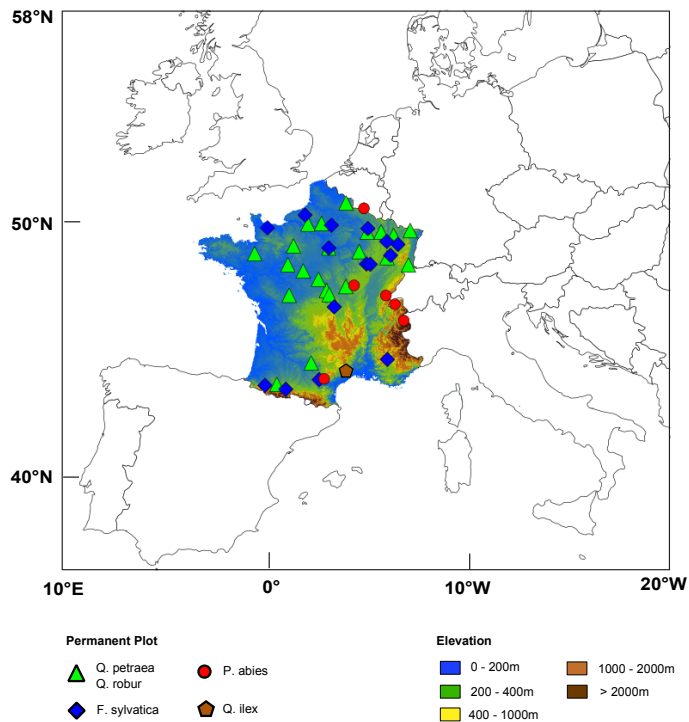 58°N
50°N
40°N
10°E
0°
10°W
20°W
Permanent Plot
Q. petraea
Q. robur
F. sylvatica
P. abies
Q. ilex
Elevation
0 - 200m
200 - 400m
400 - 1000m
1000 - 2000m
> 2000m